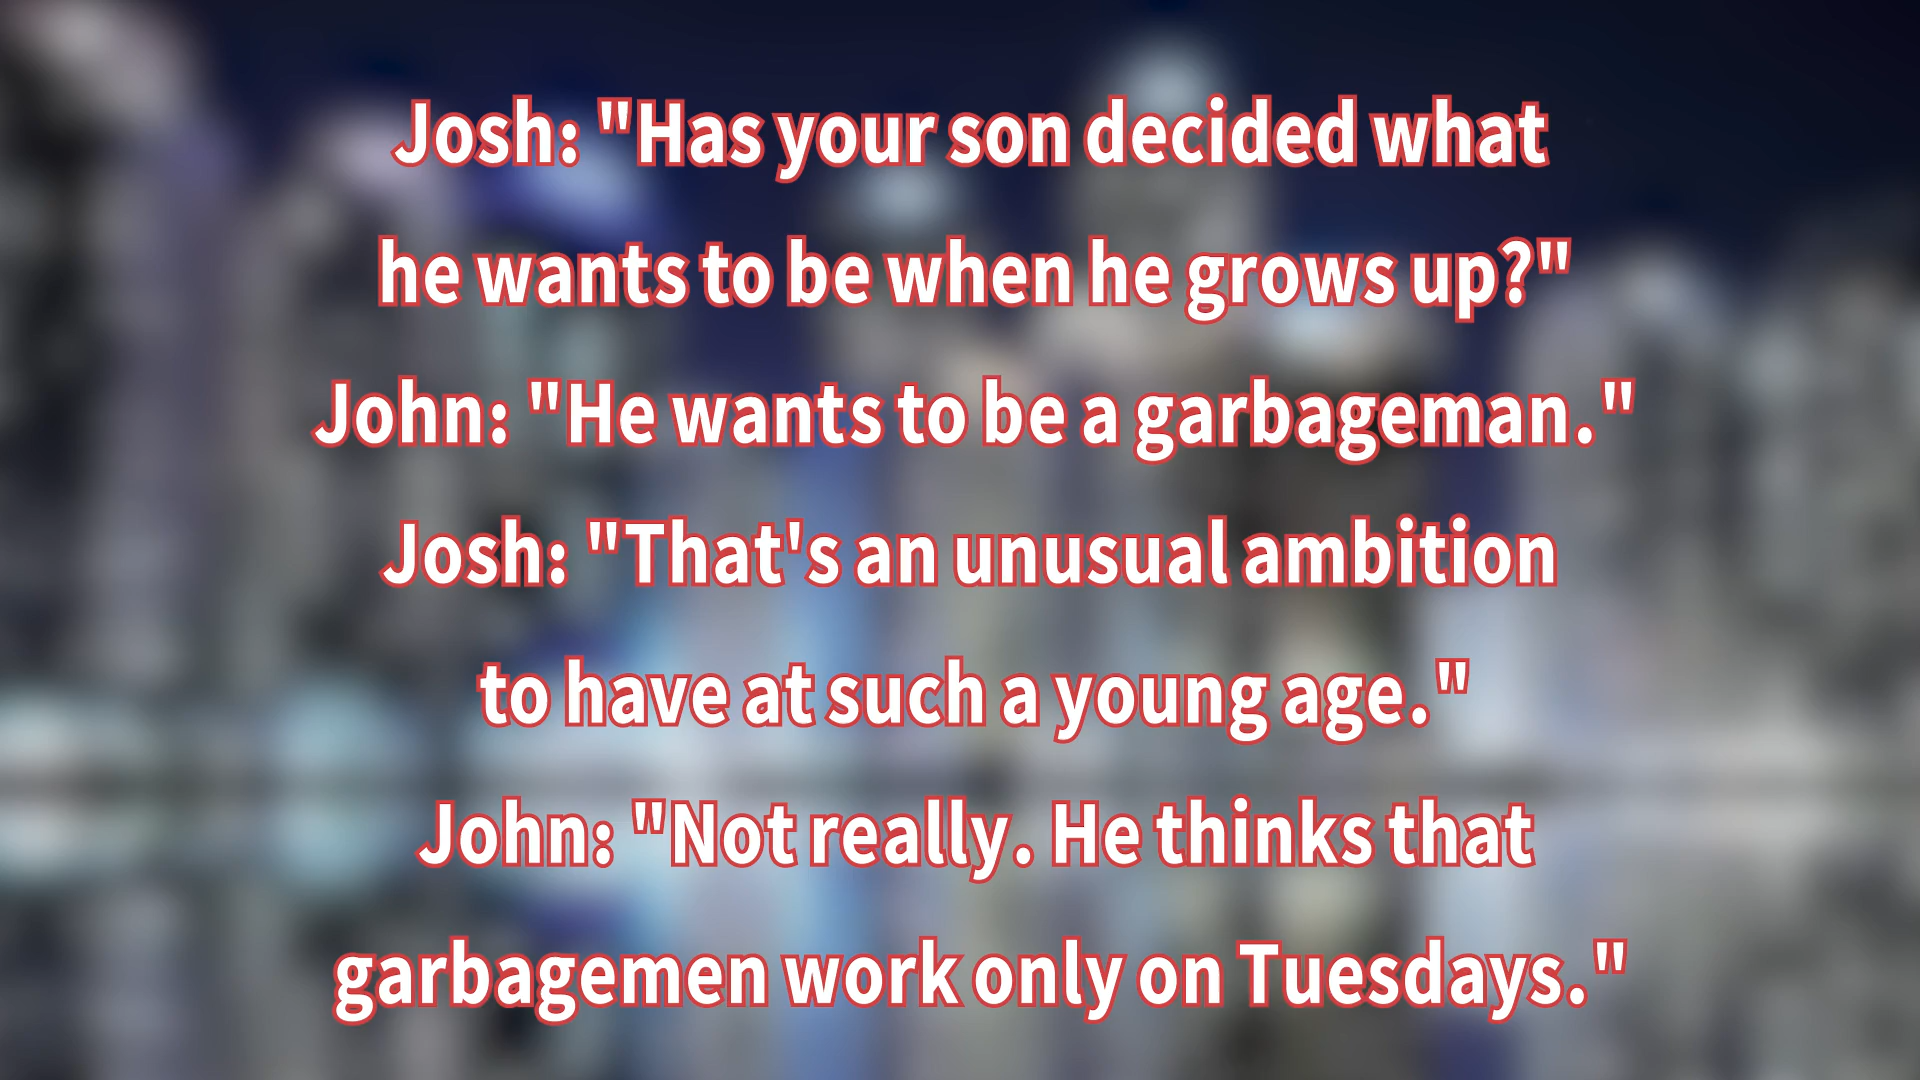 Josh: "Has your son decided what
he wants to be when he grows up?"
John: "He wants to be a garbageman."
Josh: "That's an unusual ambition
to have at such a young age."
John: "Not really. He thinks that
garbagemen work only on Tuesdays."